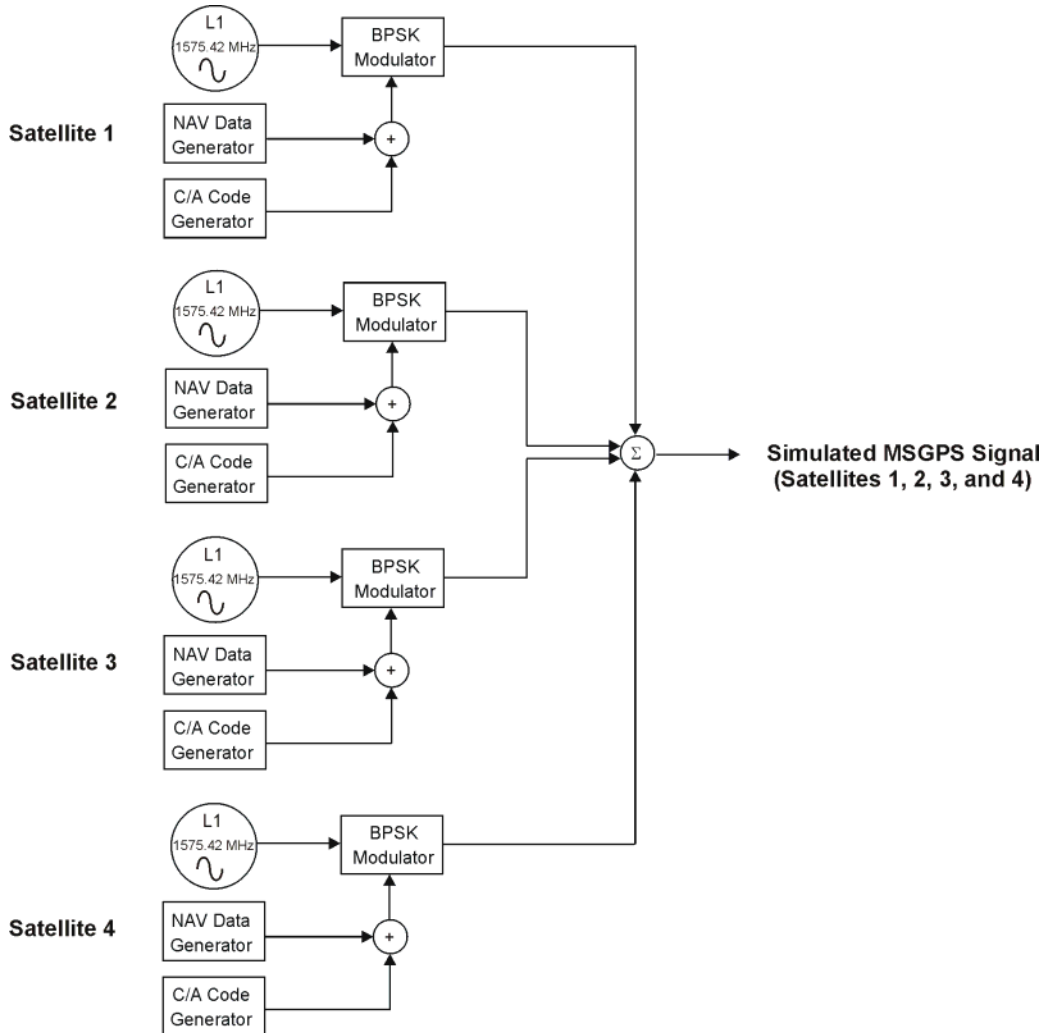 L1
1575.42 MHz
BPSK
Modulator
Satellite 1
NAV Data
Generator
+
C/A Code
Generator
L1
1575.42 MHz
BPSK
Modulator
Satellite 2
NAV Data
Generator
+
C/A Code
Generator
Σ
Simulated MSGPS Signal
(Satellites 1, 2, 3, and 4)
L1
1575.42 MHz
BPSK
Modulator
Satellite 3
NAV Data
Generator
+
C/A Code
Generator
L1
1575.42 MHz
BPSK
Modulator
Satellite 4
NAV Data
Generator
+
C/A Code
Generator